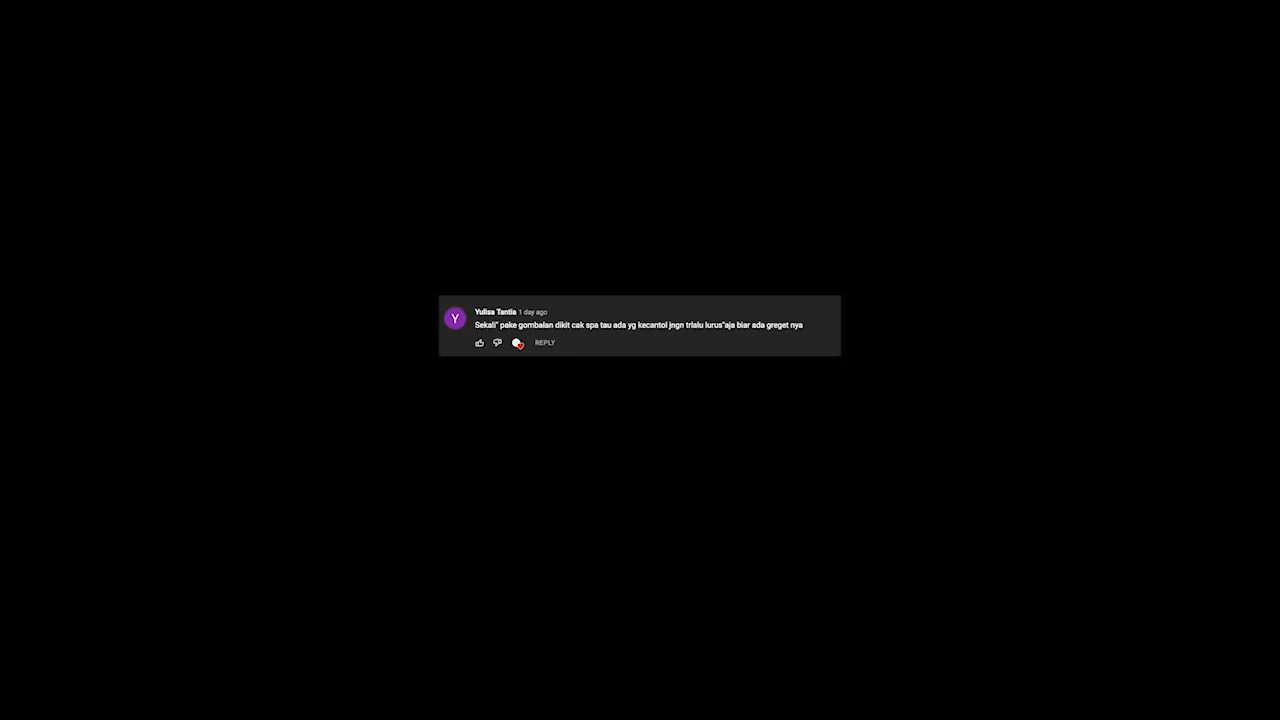 Y
Yulisa Tantia 1 day ago
Sekali" pake gombalan dikit cak spa tau ada yg kecantol jngn trlalu lurus"aja biar ada greget nya
REPLY